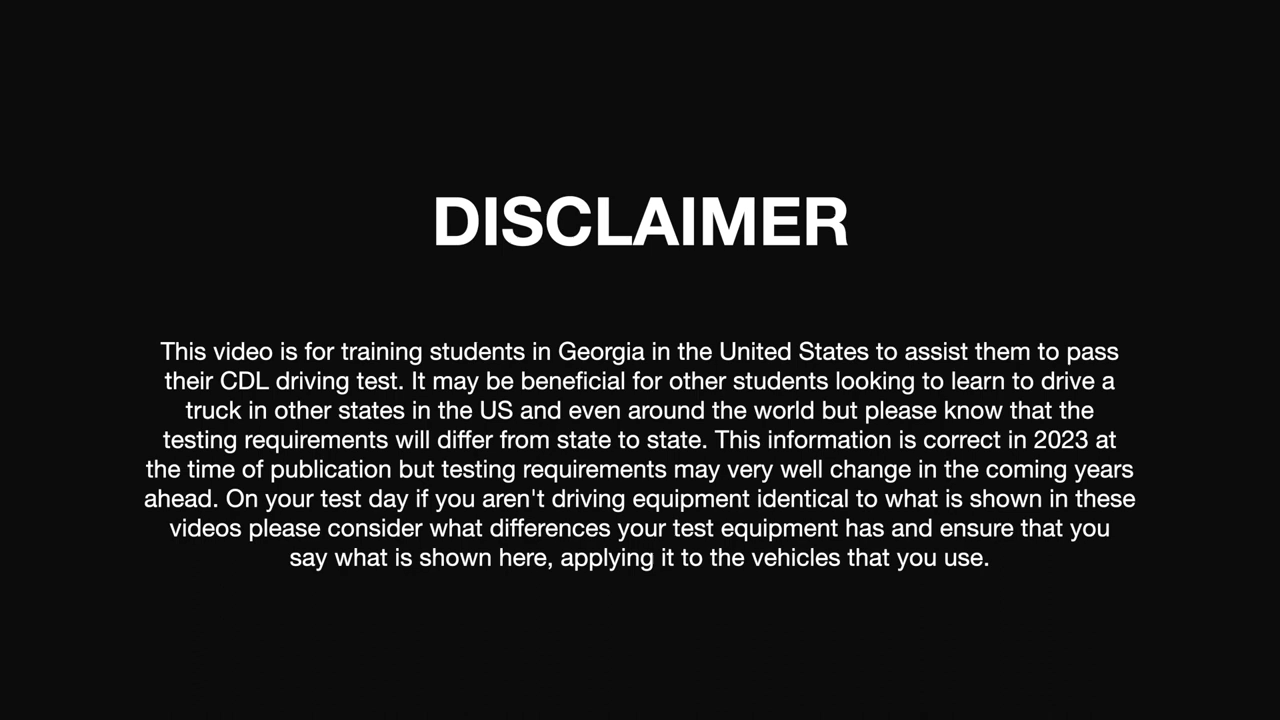 DISCLAIMER
This video is for training students in Georgia in the United States to assist them to pass
their CDL driving test. It may be beneficial for other students looking to learn to drive a
truck in other states in the US and even around the world but please know that the
testing requirements will differ from state to state. This information is correct in 2023 at
the time of publication but testing requirements may very well change in the coming years
ahead. On your test day if you aren't driving equipment identical to what is shown in these
videos please consider what differences your test equipment has and ensure that you
say what is shown here, applying it to the vehicles that you use.